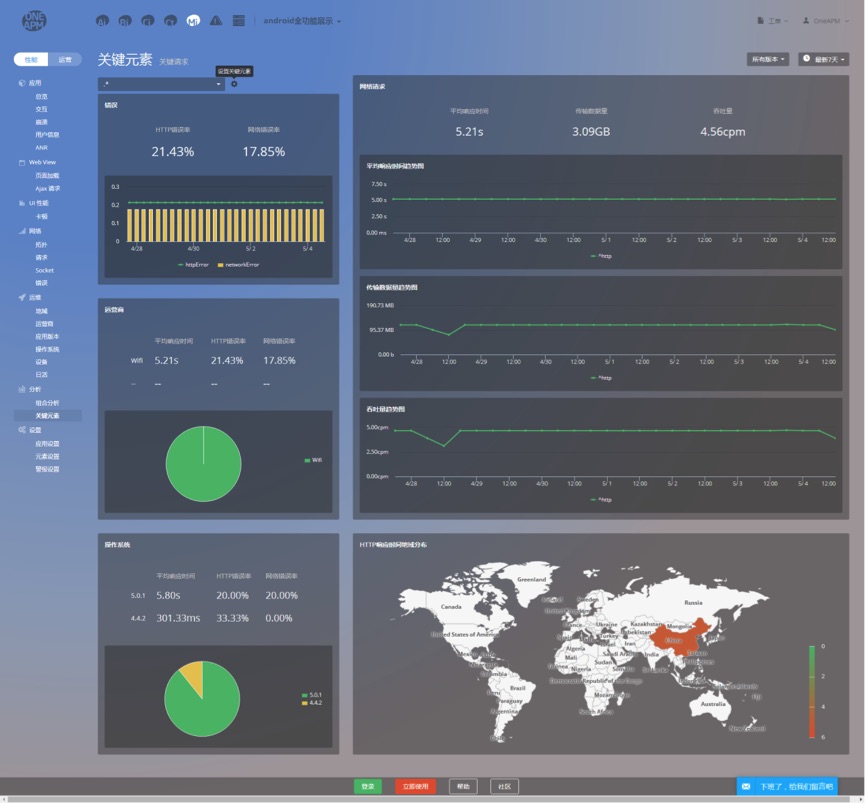 ONE
APM
Ai Bi Ci Ct Mi
android全功能展示
工单
OneAPM
性能 运营
关键元素 关键请求
所有版本
最新7天
设置关键元素
.*
应用
总览
交互
崩溃
用户信息
ANR
Web View
页面加载
Ajax 请求
UI 性能
卡顿
网络
拓扑
请求
Socket
错误
运维
地域
运营商
应用版本
操作系统
设备
日活
分析
组合分析
关键元素
设置
应用设置
元素设置
警报设置
错误
HTTP错误率 网络错误率
21.43% 17.85%
0.3
0.2
0.1
0
4/28 4/30 5/ 2 5/ 4
httpError networkError
网络请求
平均响应时间 传输数据量 吞吐量
5.21s 3.09GB 4.56cpm
平均响应时间趋势图
7.50 s
5.00 s
2.50 s
0.00 ms
4/28 12:00 4/29 12:00 4/30 12:00 5/ 1 12:00 5/ 2 12:00 5/ 3 12:00 5/ 4 12:00
*http
传输数据量趋势图
190.73 MB
95.37 MB
0.00 b
4/28 12:00 4/29 12:00 4/30 12:00 5/ 1 12:00 5/ 2 12:00 5/ 3 12:00 5/ 4 12:00
*http
吞吐量趋势图
5.00cpm
2.50cpm
0.00cpm
4/28 12:00 4/29 12:00 4/30 12:00 5/ 1 12:00 5/ 2 12:00 5/ 3 12:00 5/ 4 12:00
*http
运营商
平均响应时间 HTTP错误率 网络错误率
Wifi 5.21s 21.43% 17.85%
-- -- -- --
Wifi
操作系统
平均响应时间 HTTP错误率 网络错误率
5.0.1 5.80s 20.00% 20.00%
4.4.2 301.33ms 33.33% 0.00%
5.0.1
4.4.2
HTTP响应时间地域分布
Greenland
Canada
Russia
United States of America
Ukraine
Kazakhstan
Mongolia
Uzbekistan
Turkey
China
Iran
Algeria
Saudi Arabia
India
Mali
Sudan
Nigeria
Brazil
Australia
New Zealand
0
2
4
6
登录 立即使用 帮助 社区
下班了，给我们留言吧